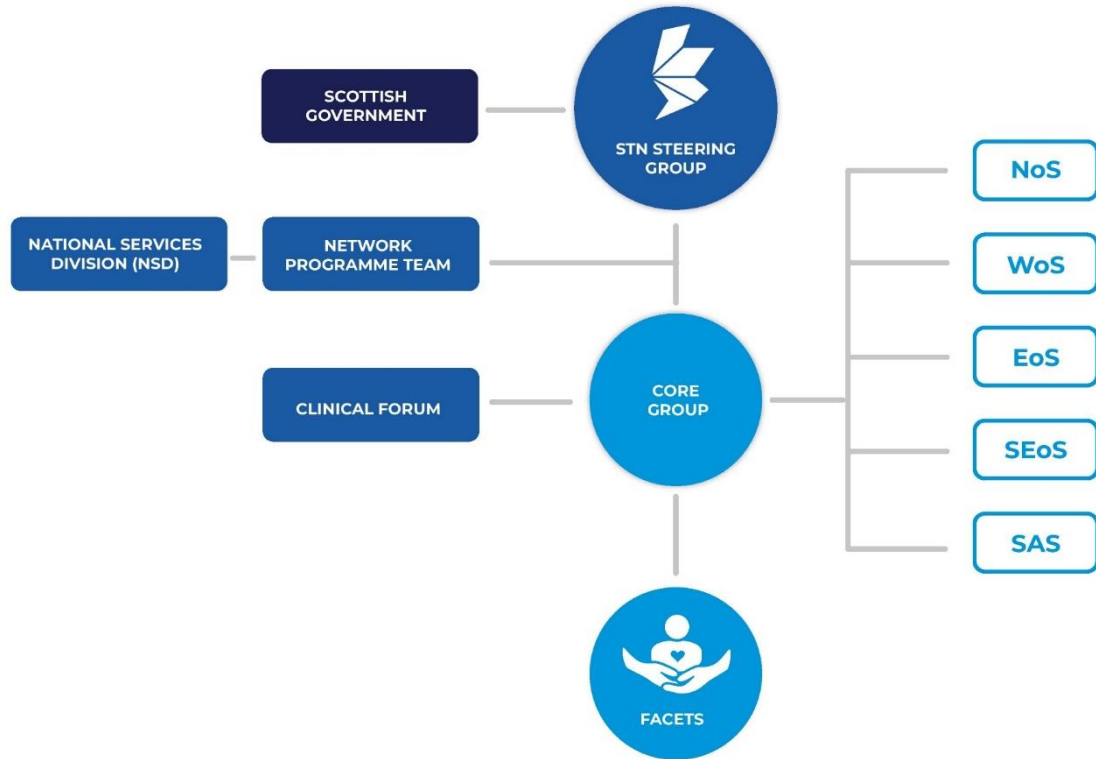 SCOTTISH
GOVERNMENT
STN STEERING
GROUP
NATIONAL SERVICES
DIVISION (NSD)
NETWORK
PROGRAMME TEAM
CLINICAL FORUM
CORE
GROUP
FACETS
NoS
WoS
EoS
SEoS
SAS